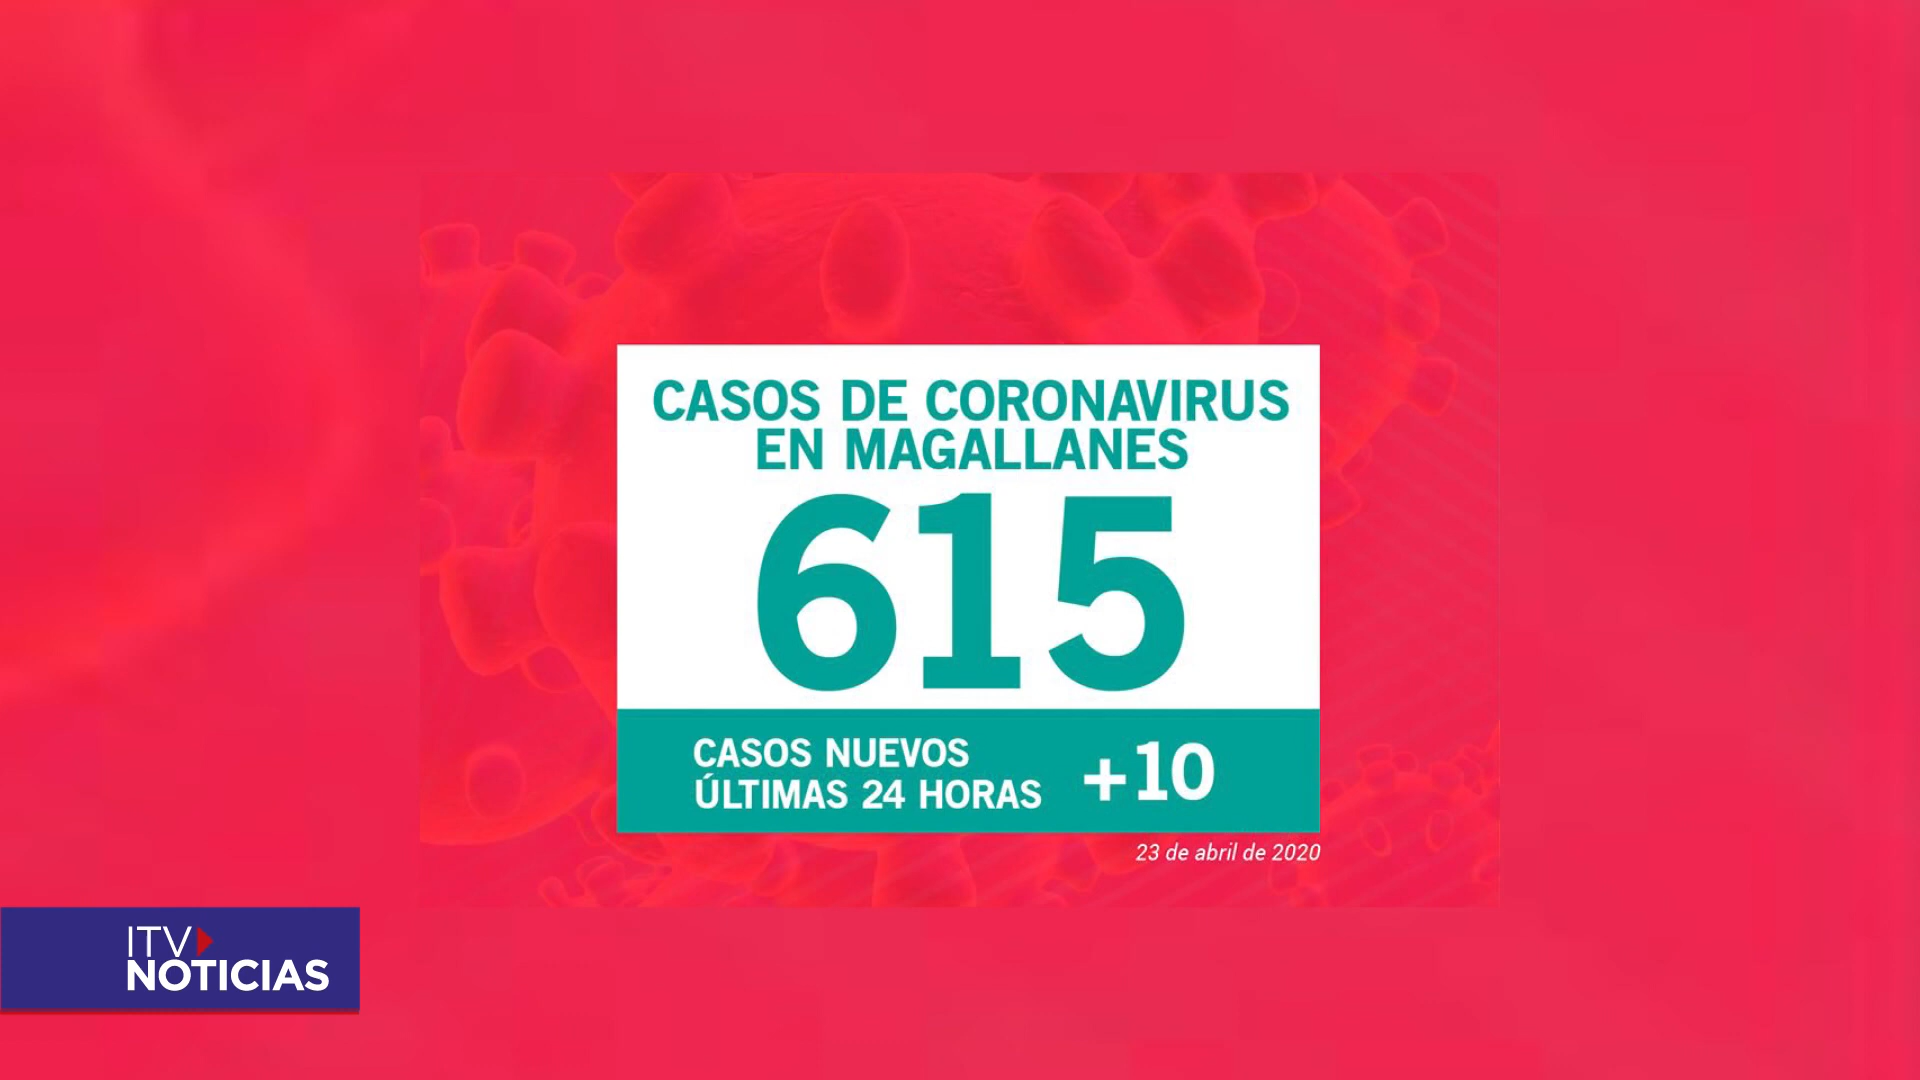 CASOS DE CORONAVIRUS
EN MAGALLANES
615
CASOS NUEVOS
ÚLTIMAS 24 HORAS
+10
23 de abril de 2020
ITV
NOTICIAS